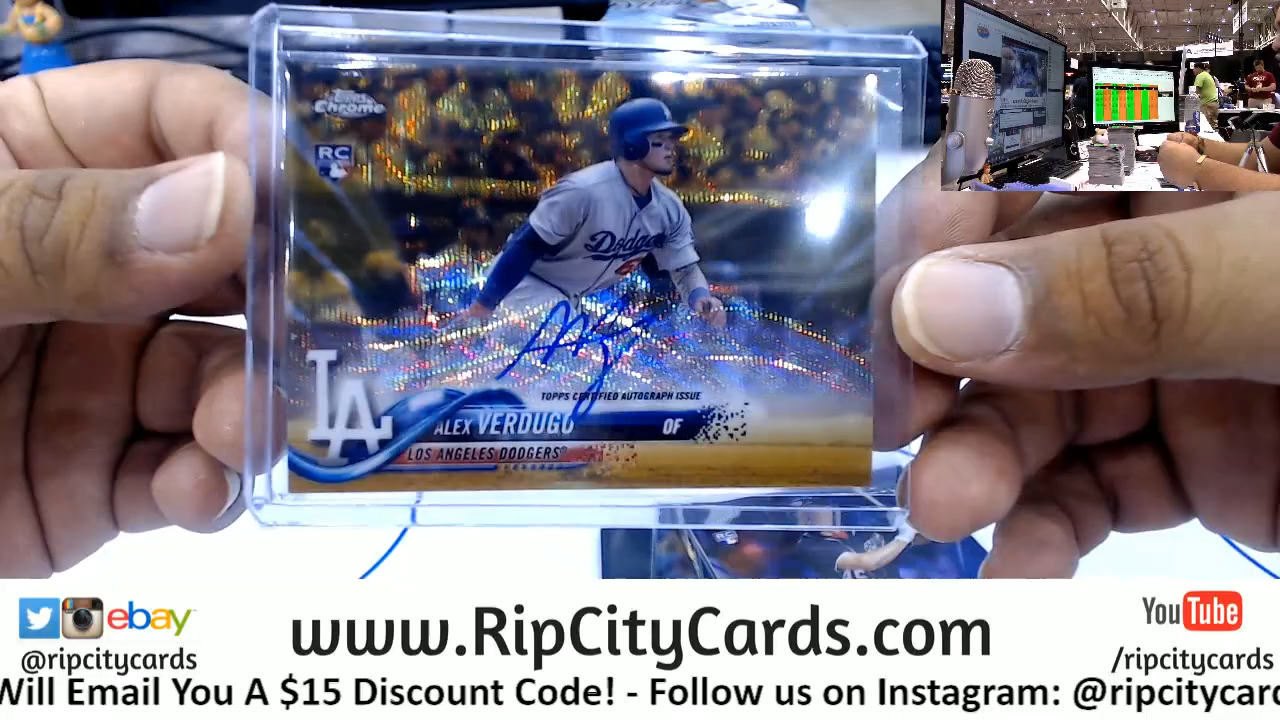 Topps
Chrome
RC
Dodgers
TOPPS CERTIFIED AUTOGRAPH ISSUE
LA
ALEX VERDUGO OF
LOS ANGELES DODGERS®
ebay™
@ripcitycards
www.RipCityCards.com
YouTube
/ripcitycards
Will Email You A $15 Discount Code! - Follow us on Instagram: @ripcitycard